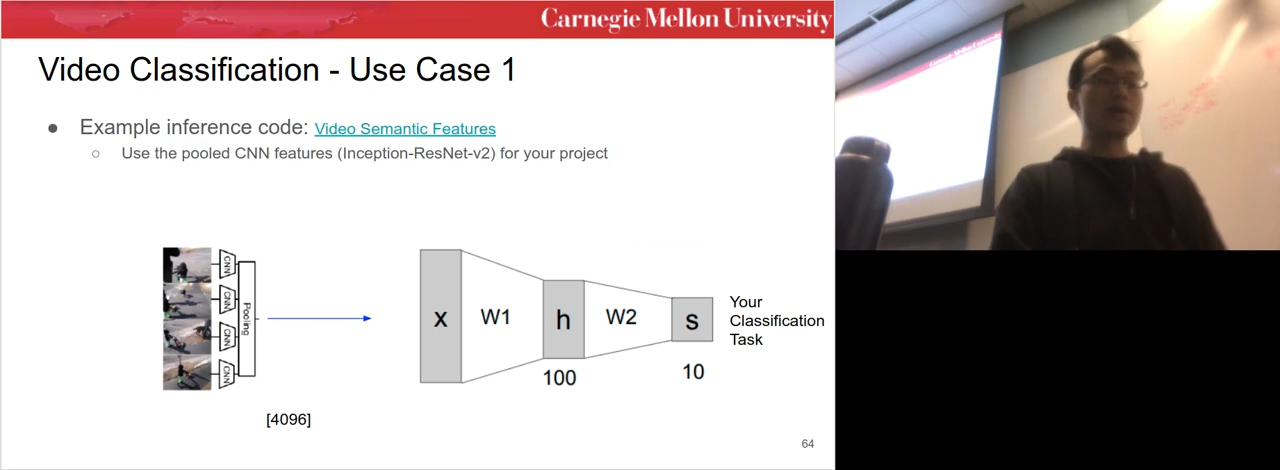 Carnegie Mellon University
Video Classification - Use Case 1
● Example inference code: Video Semantic Features
○ Use the pooled CNN features (Inception-ResNet-v2) for your project
CNN
CNN
CNN
CNN
Pooling
[4096]
x
W1
h
W2
s
100
10
Your
Classification
Task
64